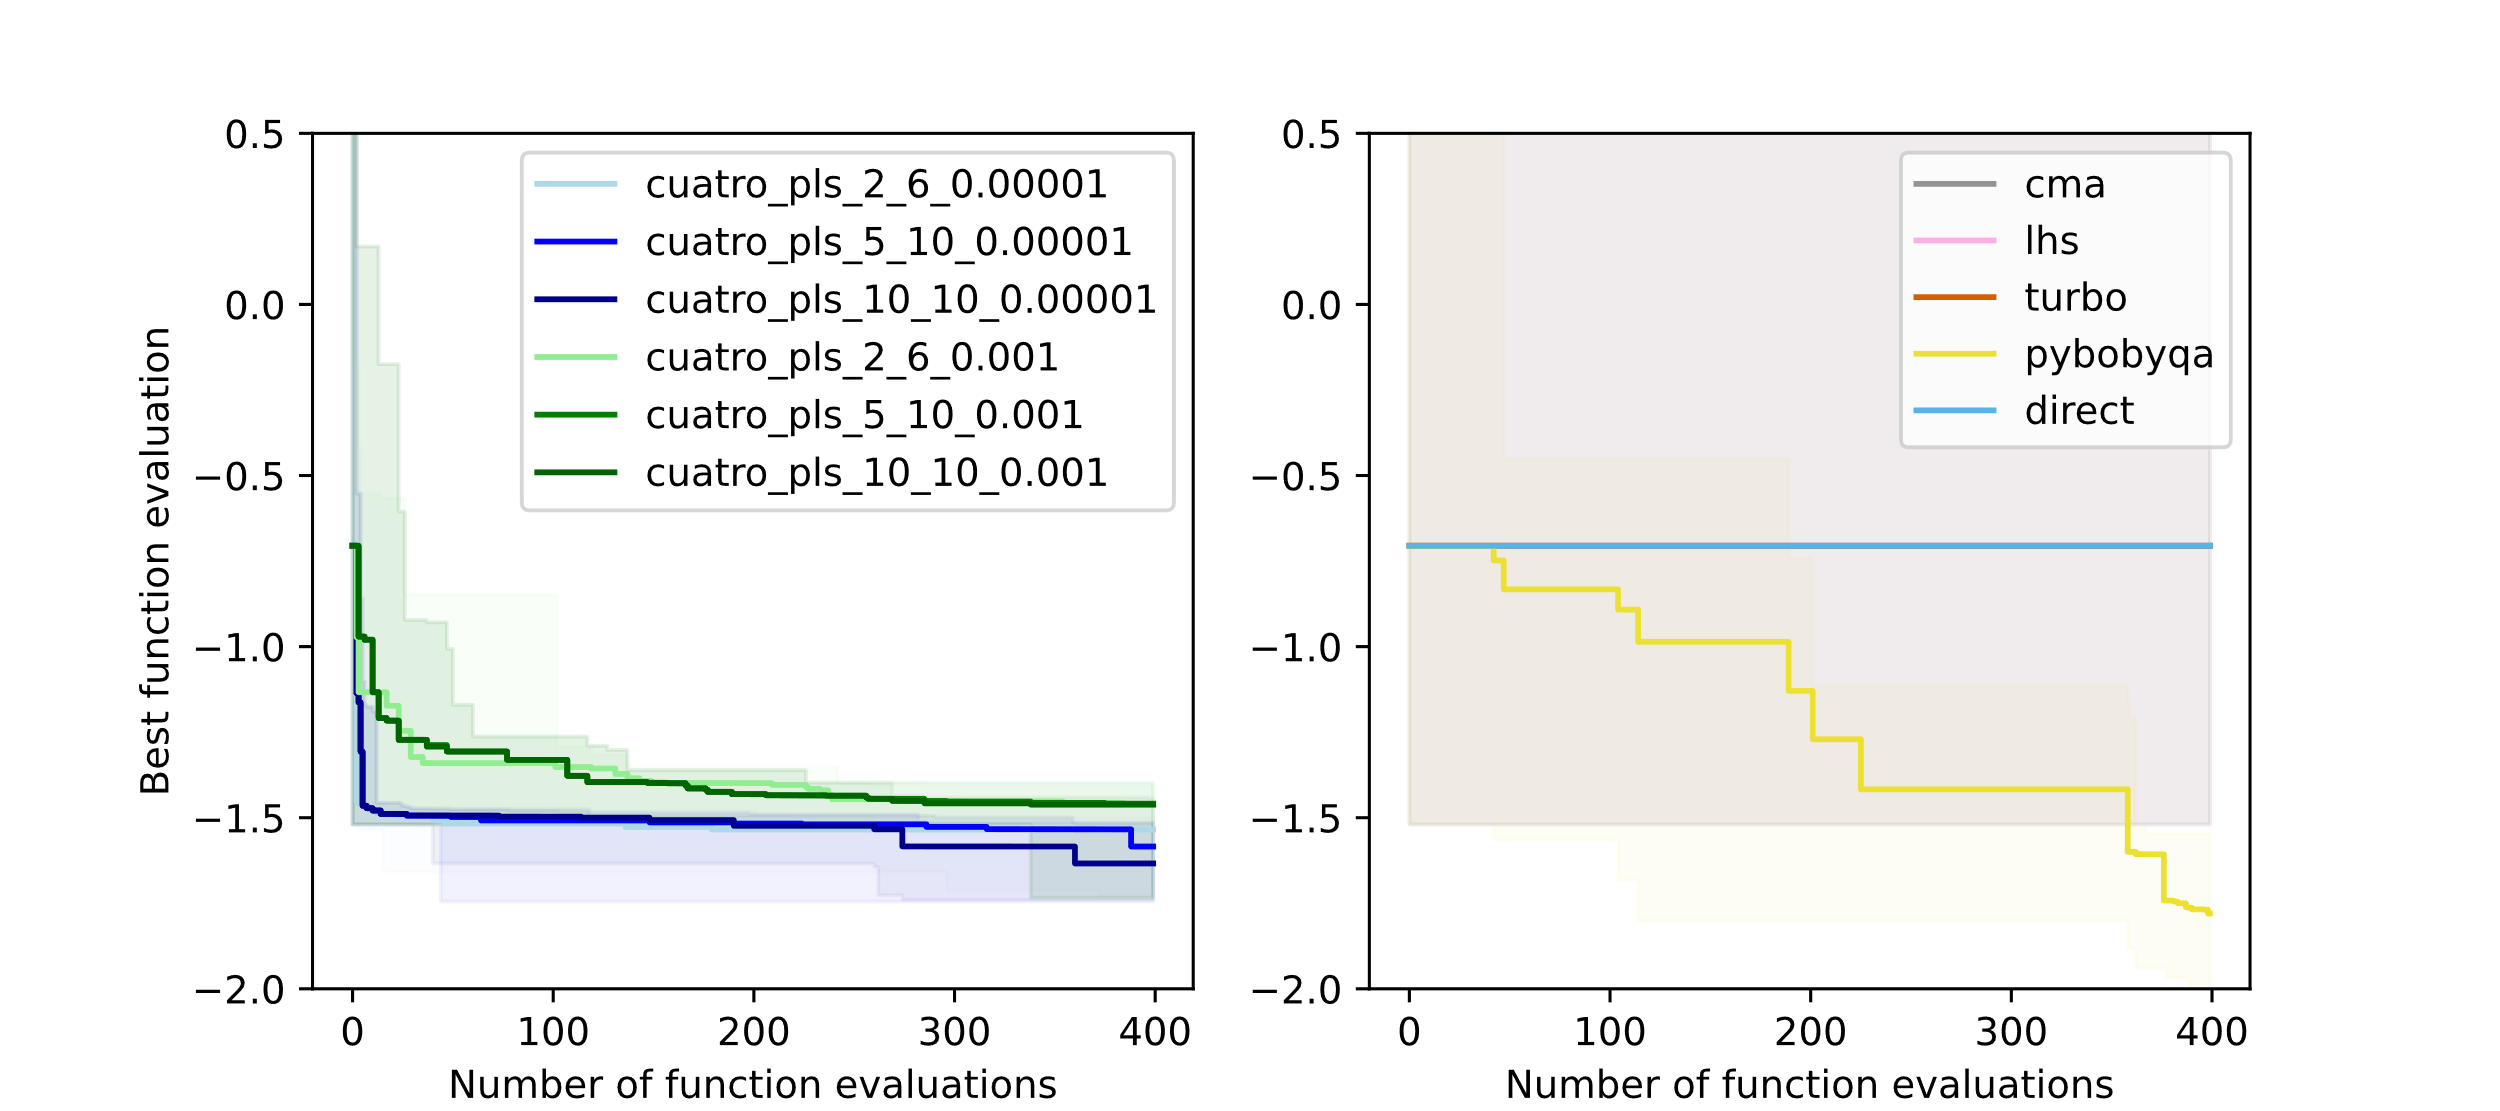 0.5
0.0
−0.5
−1.0
−1.5
−2.0
Best function evaluation
cuatro_pls_2_6_0.00001
cuatro_pls_5_10_0.00001
cuatro_pls_10_10_0.00001
cuatro_pls_2_6_0.001
cuatro_pls_5_10_0.001
cuatro_pls_10_10_0.001
0 100 200 300 400
Number of function evaluations
0.5
0.0
−0.5
−1.0
−1.5
−2.0
cma
lhs
turbo
pybobyqa
direct
0 100 200 300 400
Number of function evaluations